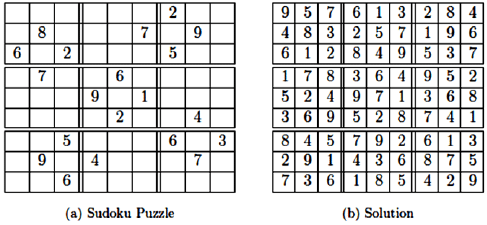 2
8 7 9
6 2 5
7 6
9 1
2 4
5 6 3
9 4 7
6
(a) Sudoku Puzzle
9 5 7 6 1 3 2 8 4
4 8 3 2 5 7 1 9 6
6 1 2 8 4 9 5 3 7
1 7 8 3 6 4 9 5 2
5 2 4 9 7 1 3 6 8
3 6 9 5 2 8 7 4 1
8 4 5 7 9 2 6 1 3
2 9 1 4 3 6 8 7 5
7 3 6 1 8 5 4 2 9
(b) Solution